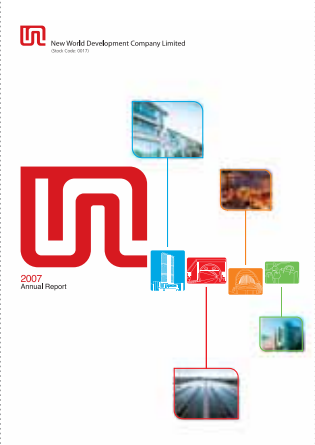 New World Development Company Limited
(Stock Code: 0017)
2007
Annual Report